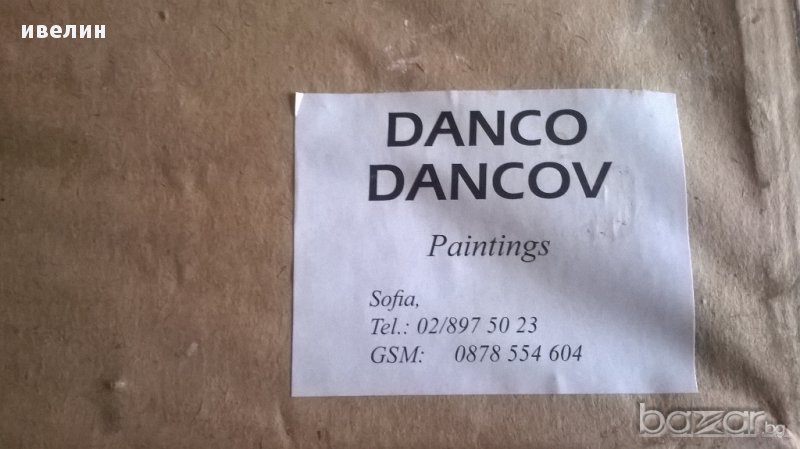 ивелин
DANCO
DANCOV
Paintings
Sofia,
Tel.: 02/897 50 23
GSM: 0878 554 604
bazar.bg